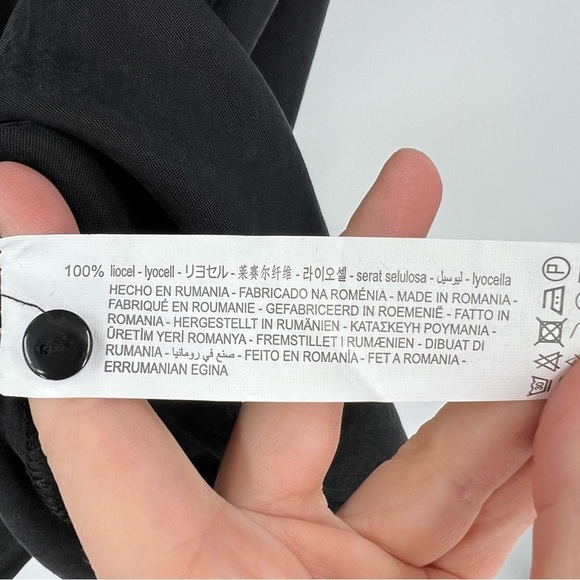 100% liocel - lyocell - リヨセル - 莱赛尔纤维 - 라이오셀 - serat selulosa - ليوسيل - lyocella
HECHO EN RUMANIA - FABRICADO NA ROMÉNIA - MADE IN ROMANIA -
FABRIQUÉ EN ROUMANIE - GEFABRICEERD IN ROEMENIË - FATTO IN
ROMANIA - HERGESTELLT IN RUMÄNIEN - ΚΑΤΑΣΚΕΥΗ ΡΟΥΜΑΝΙΑ -
ÜRETİM YERİ ROMANYA - FREMSTILLET I RUMÆNIEN - DIBUAT DI
RUMANIA - صنع في رومانيا - FEITO EN ROMANÍA - FET A ROMANIA -
ERRUMANIAN EGINA
P